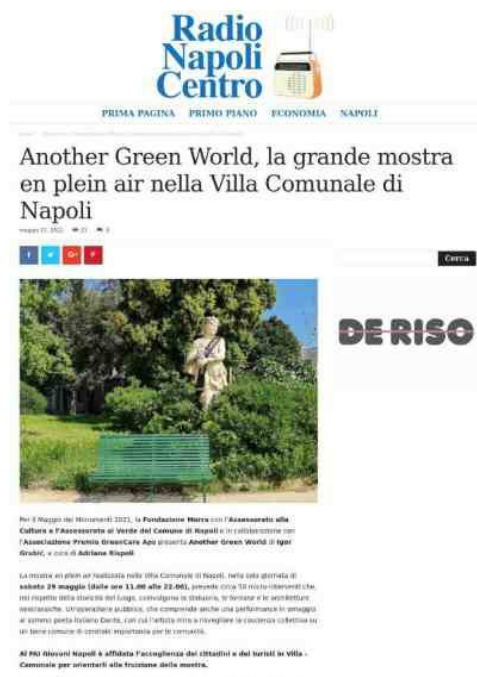 Radio
Napoli
Centro
PRIMA PAGINA PRIMO PIANO ECONOMIA NAPOLI
Another Green World, la grande mostra
en plein air nella Villa Comunale di
Napoli
Cerca
DE RISO
Per il Maggio dei Monumenti 2021, la Fondazione Morra con l'Assessorato alla
Cultura e l'Assessorato al Verde del Comune di Napoli e in collaborazione con
l'Associazione Premio GreenCare Aps presenta Another Green World di Igor
Grubić, a cura di Adriana Rispoli.
La mostra en plein air realizzata nella Villa Comunale di Napoli, nella sola giornata di
sabato 29 maggio (dalle ore 11.00 alle 22.00), prevede circa 50 micro-interventi che,
nel rispetto della storicità del luogo, coinvolgono la statuaria, le fontane e le architetture
neoclassiche. Un'operazione pubblica, che comprende anche una performance in omaggio
al sommo poeta italiano Dante, con cui l'artista mira a risvegliare la coscienza collettiva su
un bene comune di centrale importanza per la comunità.
Al FAI Giovani Napoli è affidata l'accoglienza dei cittadini e dei turisti in Villa -
Comunale per orientarli alla fruizione della mostra.